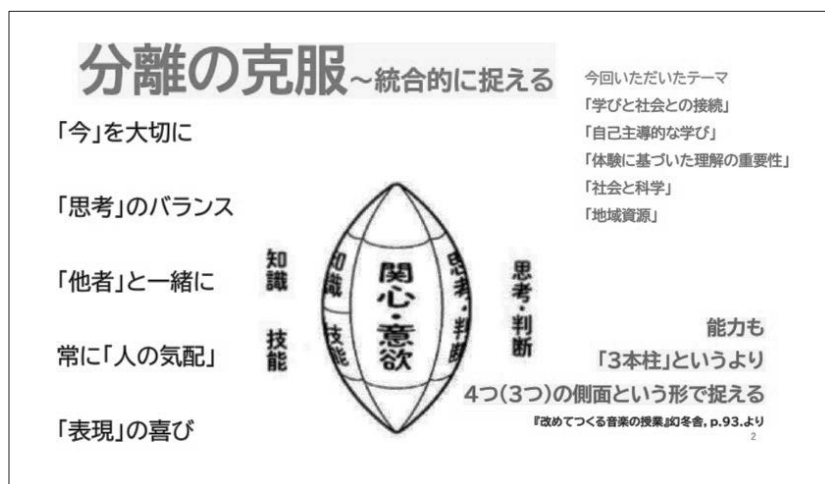 分離の克服～統合的に捉える
「今」を大切に
「思考」のバランス
「他者」と一緒に
常に「人の気配」
「表現」の喜び
知識 技能
知識 技能
関心・意欲
思考・判断
思考・判断
今回いただいたテーマ
「学びと社会との接続」
「自己主導的な学び」
「体験に基づいた理解の重要性」
「社会と科学」
「地域資源」
能力も
「3本柱」というより
4つ(3つ)の側面という形で捉える
『改めてつくる音楽の授業』幻冬舎, p.93.より
2